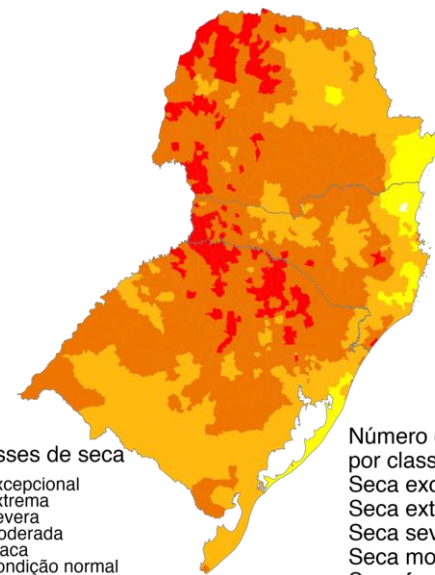 sses de seca
xcepcional
xtrema
evera
oderada
aca
ondição normal
Número
por class
Seca exc
Seca ext
Seca sev
Seca mo